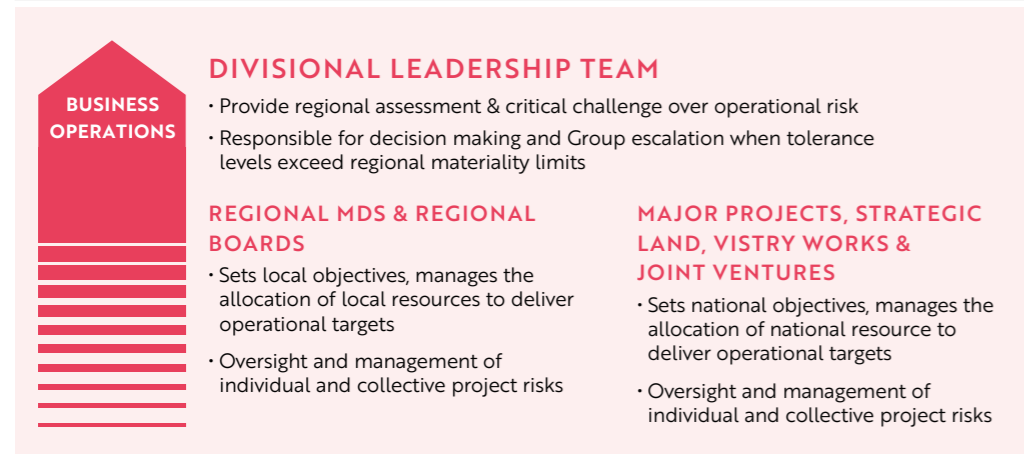 BUSINESS
OPERATIONS
DIVISIONAL LEADERSHIP TEAM
• Provide regional assessment & critical challenge over operational risk
• Responsible for decision making and Group escalation when tolerance
levels exceed regional materiality limits
REGIONAL MDS & REGIONAL
BOARDS
• Sets local objectives, manages the
allocation of local resources to deliver
operational targets
• Oversight and management of
individual and collective project risks
MAJOR PROJECTS, STRATEGIC
LAND, VISTRY WORKS &
JOINT VENTURES
• Sets national objectives, manages the
allocation of national resource to
deliver operational targets
• Oversight and management of
individual and collective project risks